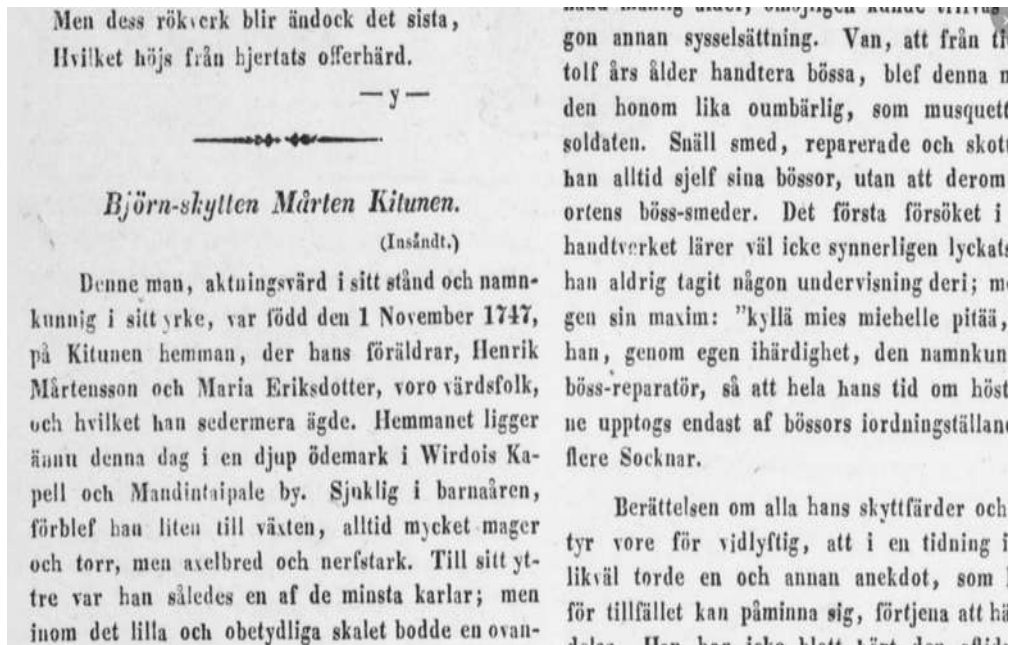 Men dess rökverk blir ändock det sista,
Hvilket höjs från hjertats offerhärd.
— y —
Björn-skytten Mårten Kitunen.
(Insändt.)
Denne man, aktningsvärd i sitt stånd och namn-
kunnig i sitt yrke, var född den 1 November 1747,
på Kitunen hemman, der hans föräldrar, Henrik
Mårtensson och Maria Eriksdotter, voro värdsfolk,
och hvilket han sedermera ägde. Hemmanet ligger
ännu denna dag i en djup ödemark i Wirdois Ka-
pell och Mandintaipale by. Sjuklig i barnaåren,
förblef han liten till växten, alltid mycket mager
och torr, men axelbred och nerfstark. Till sitt yt-
tre var han således en af de minsta karlar; men
inom det lilla och obetydliga skalet bodde en ovan-
gon annan sysselsättning. Van, att från
tolf års ålder handtera bössa, blef denna
den honom lika oumbärlig, som musquett
soldaten. Snäll smed, reparerade och skot
han alltid sjelf sina bössor, utan att derom
ortens böss-smeder. Det första försöket i
handtverket lärer väl icke synnerligen lyckats
han aldrig tagit någon undervisning deri; m
gen sin maxim: "kyllä mies miehelle pitää,
han, genom egen ihärdighet, den namnkun
böss-reparatör, så att hela hans tid om höst
ne upptogs endast af bössors iordningställan
flere Socknar.
Berättelsen om alla hans skyttfärder och
tyr vore för vidlyftig, att i en tidning i
likväl torde en och annan anekdot, som
för tillfället kan påminna sig, förtjena att hä